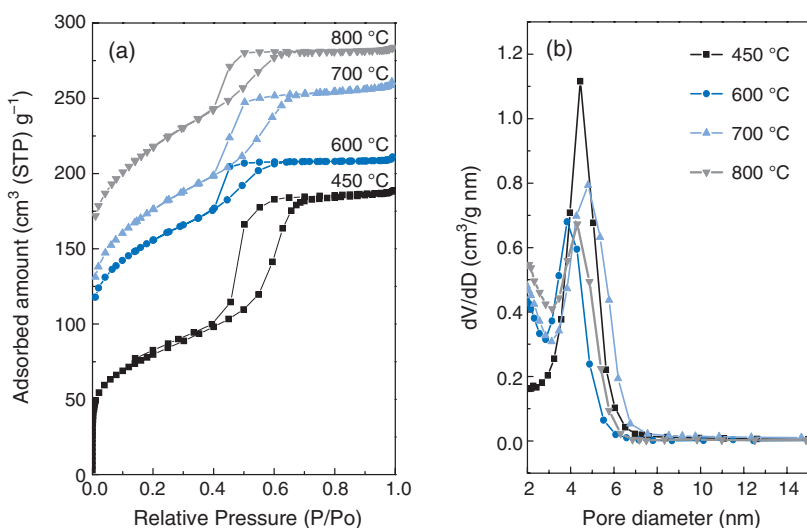 (a)
800 °C
700 °C
600 °C
450 °C
300
250
200
150
100
50
0
0.0
0.2
0.4
0.6
0.8
1.0
Adsorbed amount (cm³ (STP) g⁻¹)
Relative Pressure (P/Po)
(b)
450 °C
600 °C
700 °C
800 °C
1.2
1.0
0.8
0.6
0.4
0.2
0.0
2
4
6
8
10
12
14
dV/dD (cm³/g nm)
Pore diameter (nm)